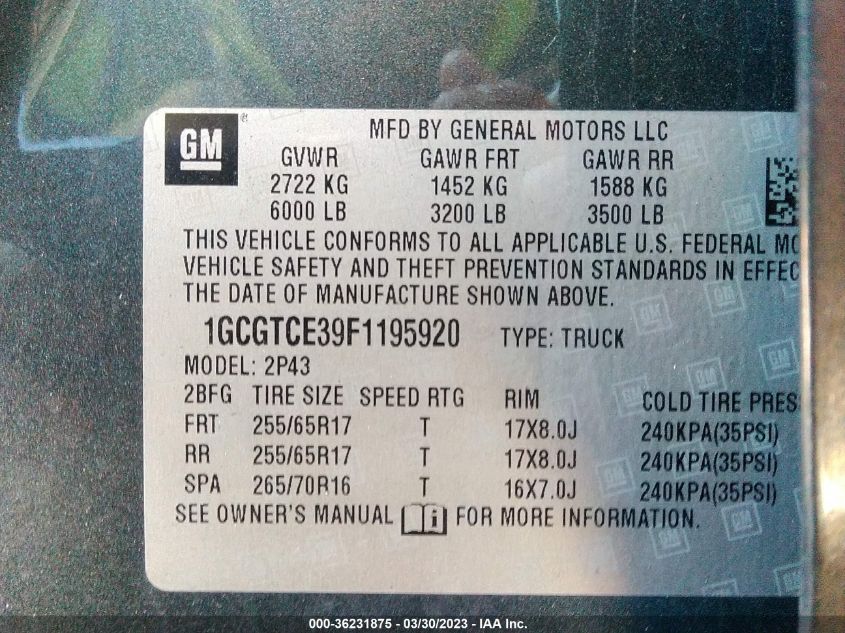 GM
MFD BY GENERAL MOTORS LLC
GVWR GAWR FRT GAWR RR
2722 KG 1452 KG 1588 KG
6000 LB 3200 LB 3500 LB
THIS VEHICLE CONFORMS TO ALL APPLICABLE U.S. FEDERAL MO
VEHICLE SAFETY AND THEFT PREVENTION STANDARDS IN EFFEC
THE DATE OF MANUFACTURE SHOWN ABOVE.
1GCGTCE39F1195920 TYPE: TRUCK
MODEL: 2P43
2BFG TIRE SIZE SPEED RTG RIM COLD TIRE PRES
FRT 255/65R17 T 17X8.0J 240KPA(35PSI)
RR 255/65R17 T 17X8.0J 240KPA(35PSI)
SPA 265/70R16 T 16X7.0J 240KPA(35PSI)
SEE OWNER'S MANUAL FOR MORE INFORMATION.
000-36231875 - 03/30/2023 - IAA Inc.